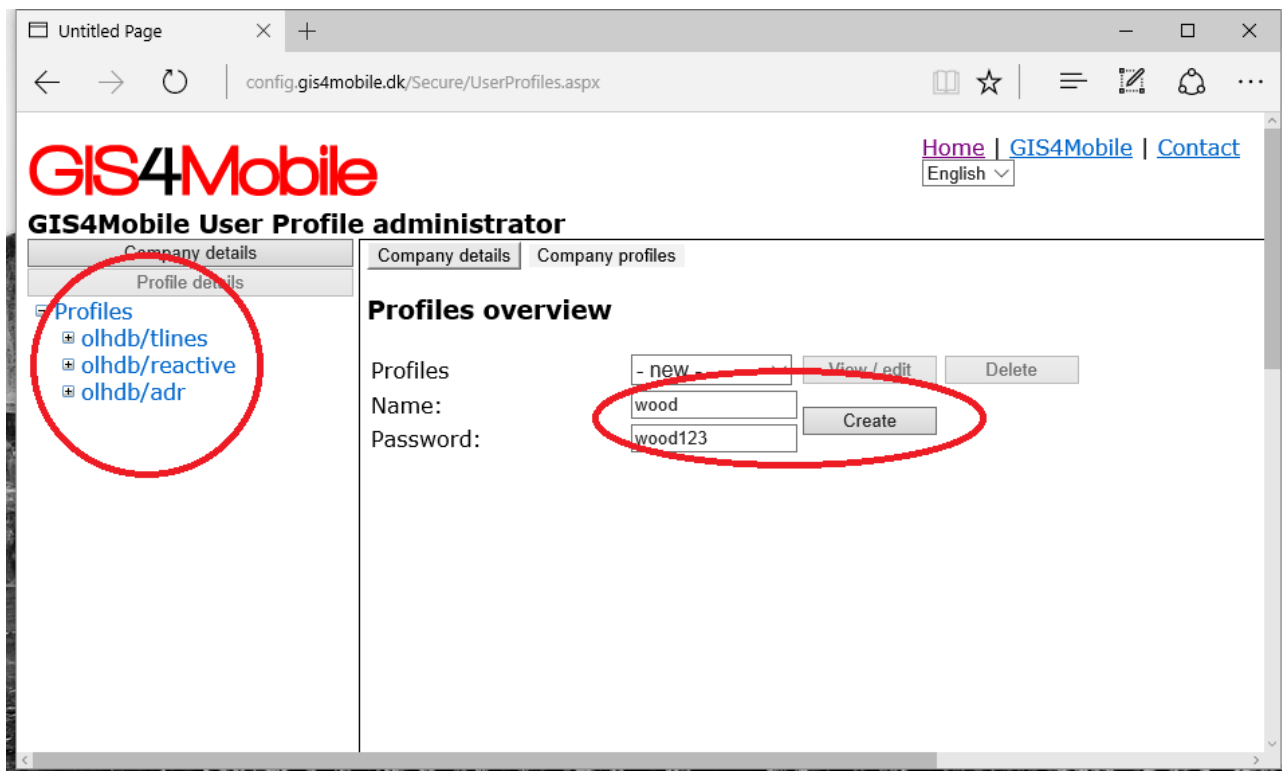 Untitled Page
config.gis4mobile.dk/Secure/UserProfiles.aspx
GIS4Mobile
Home | GIS4Mobile | Contact
English
GIS4Mobile User Profile administrator
Company details
Profile details
Profiles
olhdb/tlines
olhdb/reactive
olhdb/adr
Company details Company profiles
Profiles overview
Profiles - new - View / edit Delete
Name: wood
Create
Password: wood123